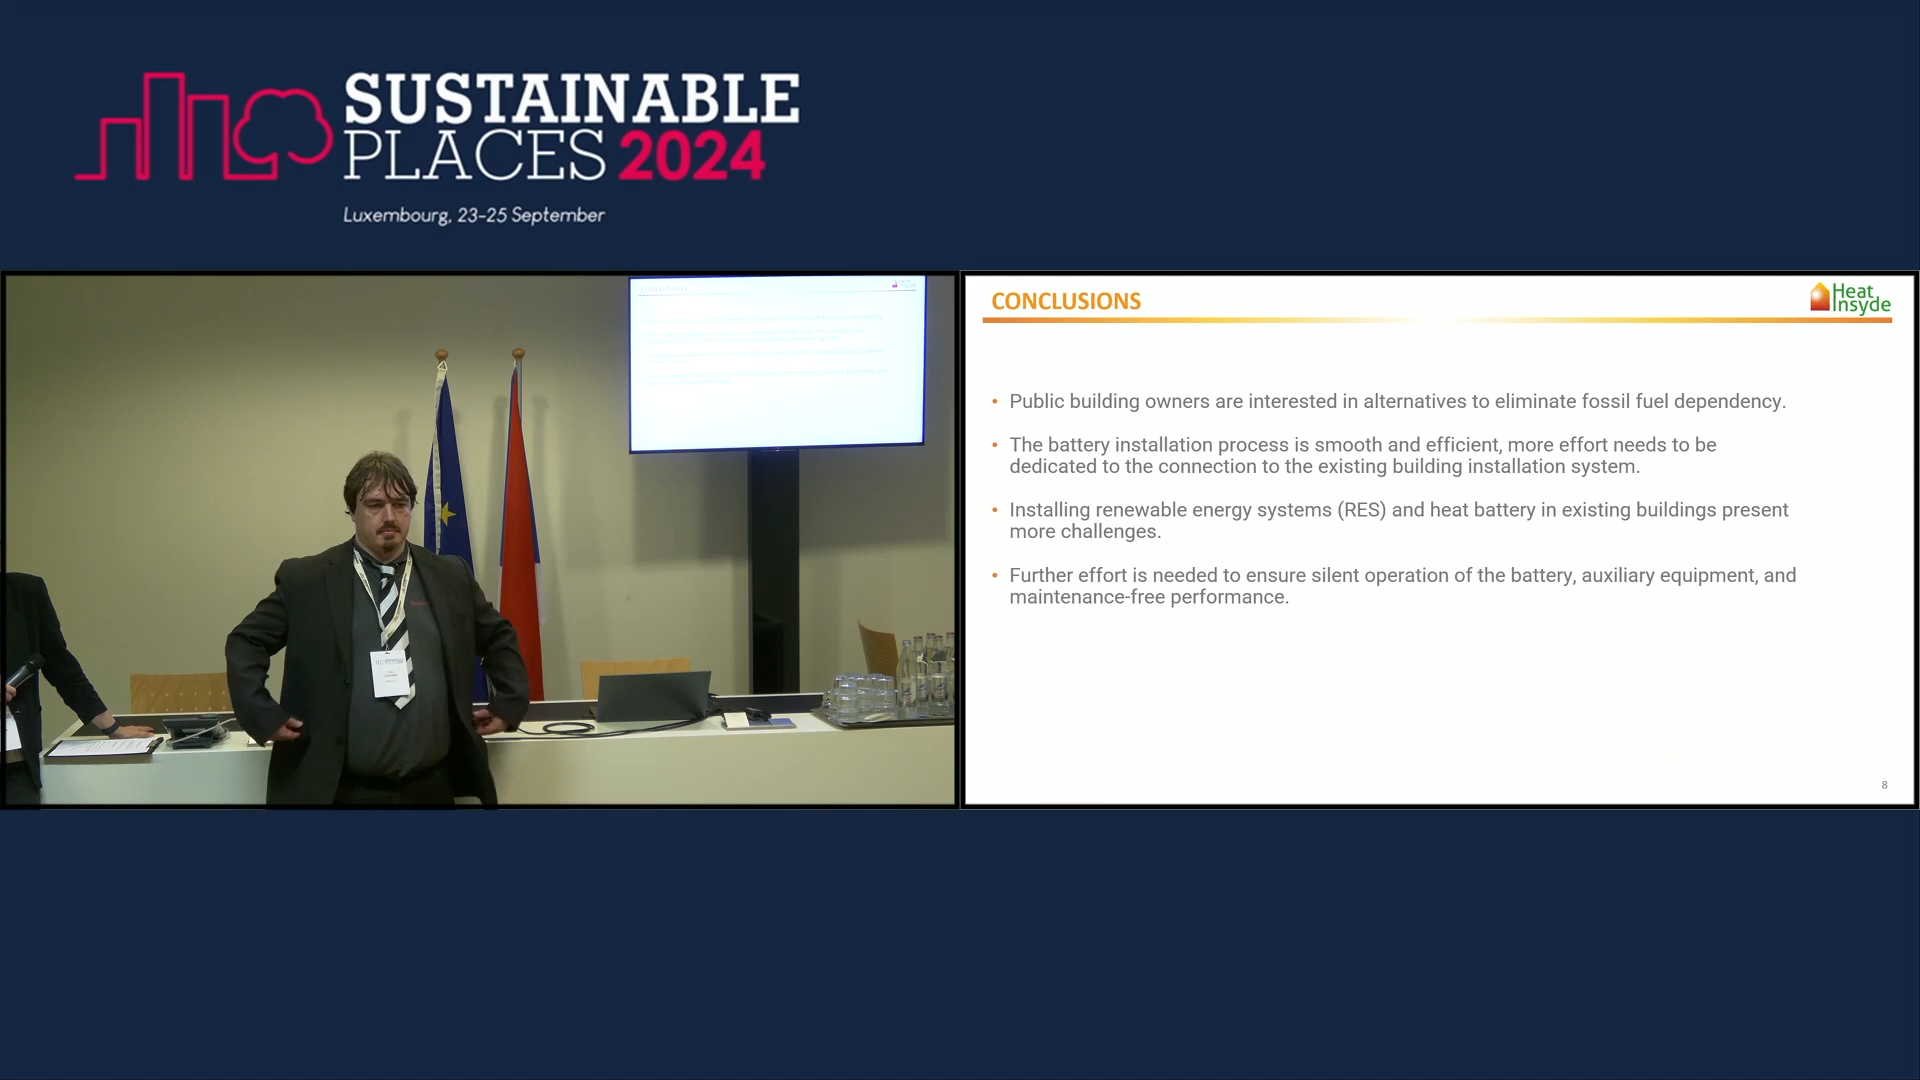 SUSTAINABLE
PLACES 2024
Luxembourg, 23-25 September
CONCLUSIONS
Heat
Insyde
• Public building owners are interested in alternatives to eliminate fossil fuel dependency.
• The battery installation process is smooth and efficient, more effort needs to be
dedicated to the connection to the existing building installation system.
• Installing renewable energy systems (RES) and heat battery in existing buildings present
more challenges.
• Further effort is needed to ensure silent operation of the battery, auxiliary equipment, and
maintenance-free performance.
8